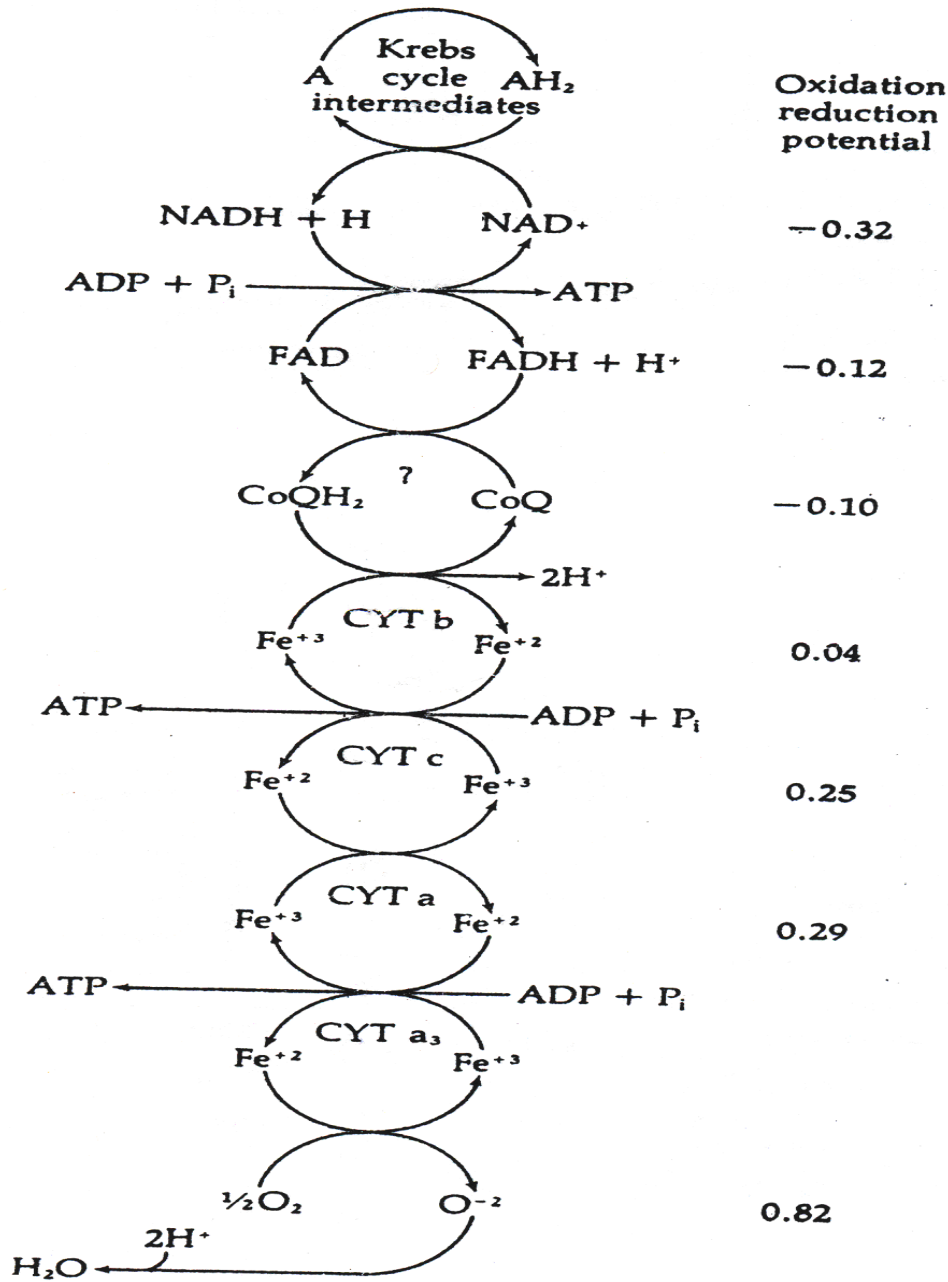 Krebs
A cycle AH₂
intermediates
Oxidation
reduction
potential
NADH + H NAD⁺ −0.32
ADP + Pᵢ ATP
FAD FADH + H⁺ −0.12
?
CoQH₂ CoQ −0.10
2H⁺
CYT b
Fe⁺³ Fe⁺² 0.04
ATP ADP + Pᵢ
CYT c
Fe⁺² Fe⁺³ 0.25
CYT a
Fe⁺³ Fe⁺² 0.29
ATP ADP + Pᵢ
CYT a₃
Fe⁺² Fe⁺³
½O₂ O⁻² 0.82
2H⁺
H₂O